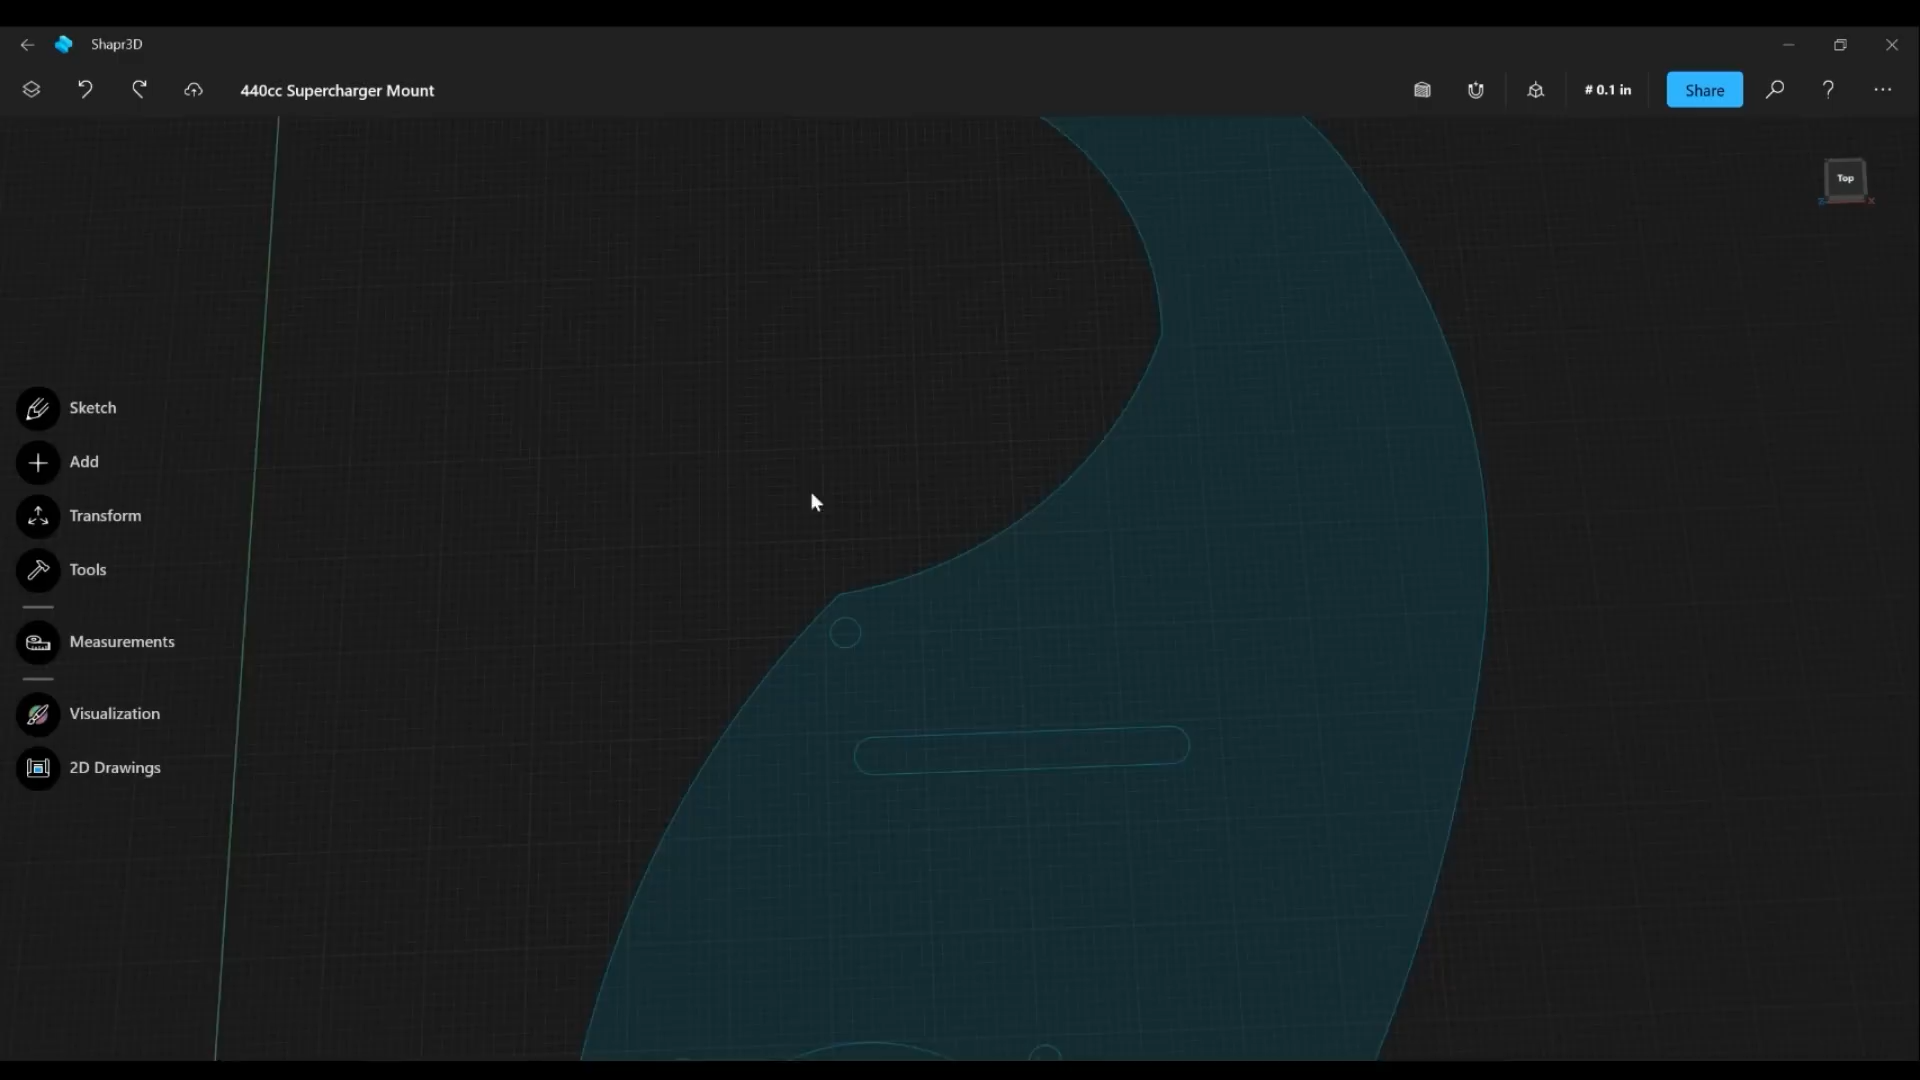 Shapr3D
440cc Supercharger Mount
# 0.1 in
Share
Top
X
Sketch
Add
Transform
Tools
Measurements
Visualization
2D Drawings